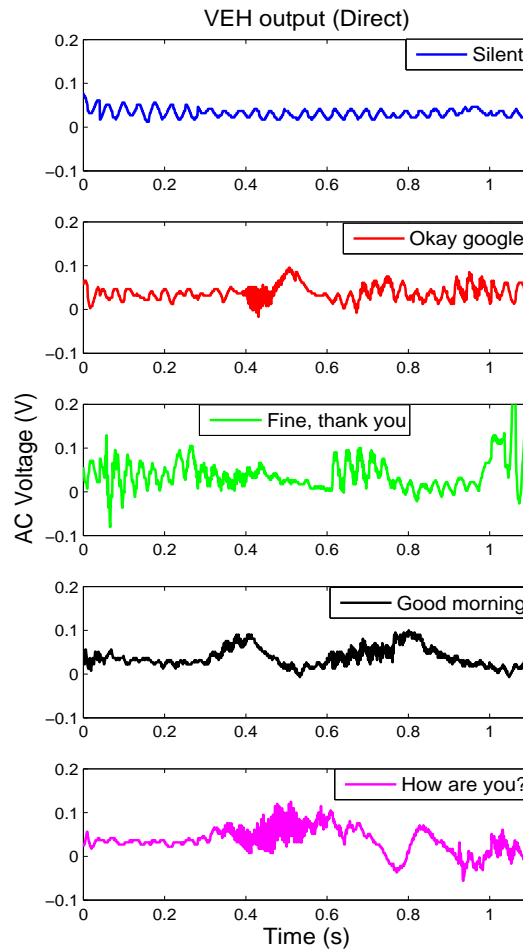 VEH output (Direct)
0.2
0.1
0
−0.1
0 0.2 0.4 0.6 0.8 1
Silent
0.2
0.1
0
−0.1
0 0.2 0.4 0.6 0.8 1
Okay google
0.2
0.1
0
−0.1
0 0.2 0.4 0.6 0.8 1
Fine, thank you
AC Voltage (V)
0.2
0.1
0
−0.1
0 0.2 0.4 0.6 0.8 1
Good morning
0.2
0.1
0
−0.1
0 0.2 0.4 0.6 0.8 1
How are you?
Time (s)